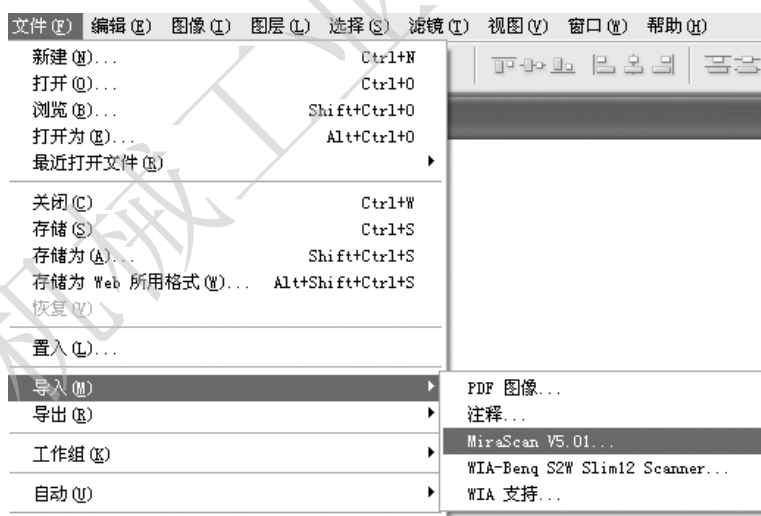 文件(F) 编辑(E) 图像(I) 图层(L) 选择(S) 滤镜(T) 视图(V) 窗口(W) 帮助(H)
新建(N)... Ctrl+N
打开(O)... Ctrl+O
浏览(B)... Shift+Ctrl+O
打开为(E)... Alt+Ctrl+O
最近打开文件(R)
关闭(C) Ctrl+W
存储(S) Ctrl+S
存储为(A)... Shift+Ctrl+S
存储为 Web 所用格式(W)... Alt+Shift+Ctrl+S
恢复(V)
置入(L)...
导入(M)
PDF 图像...
导出(R)
注释...
MiraScan V5.01...
工作组(K)
WIA-Benq S2W Slim12 Scanner...
自动(U)
WIA 支持...
机械工业